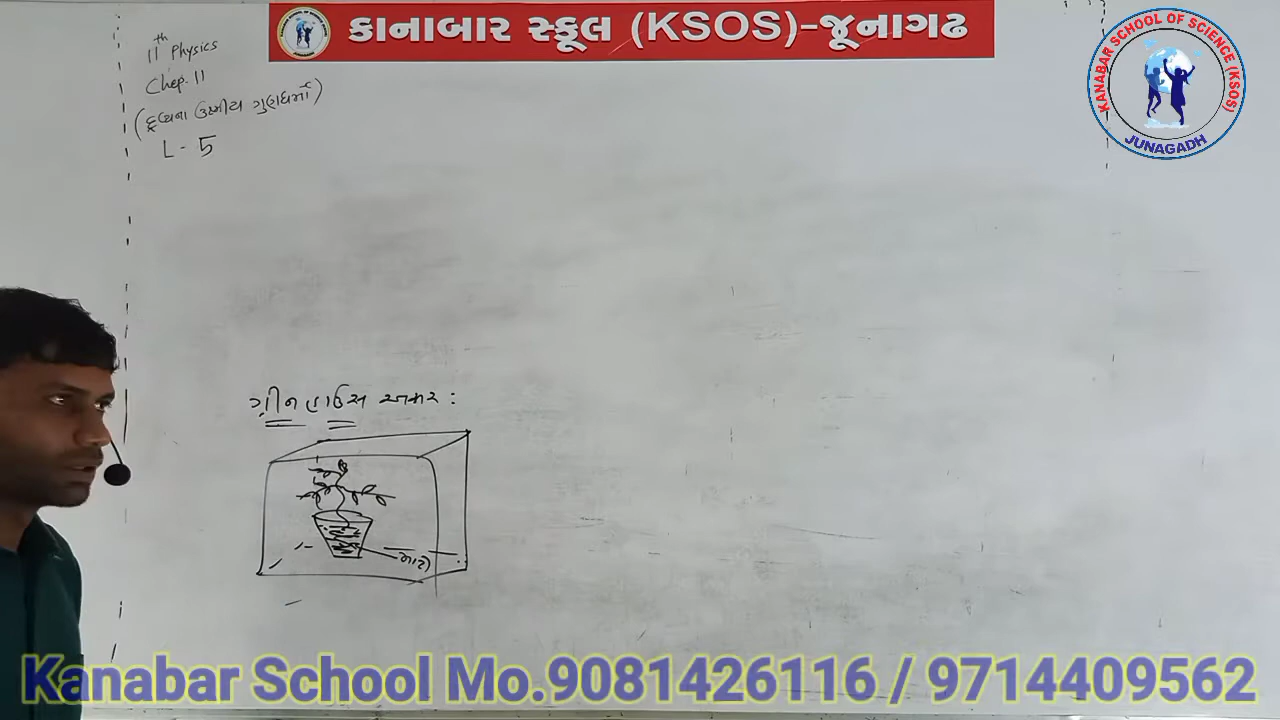 કાનાબાર સ્કૂલ (KSOS)-જૂનાગઢ
KANABAR SCHOOL OF SCIENCE (KSOS)
JUNAGADH
11th Physics
Chep. 11
(દ્રવ્યના ઉષ્મીય ગુણધર્મો)
L - 5
ગ્રીન હાઉસ અસર :
માટી
Kanabar School Mo.9081426116 / 9714409562